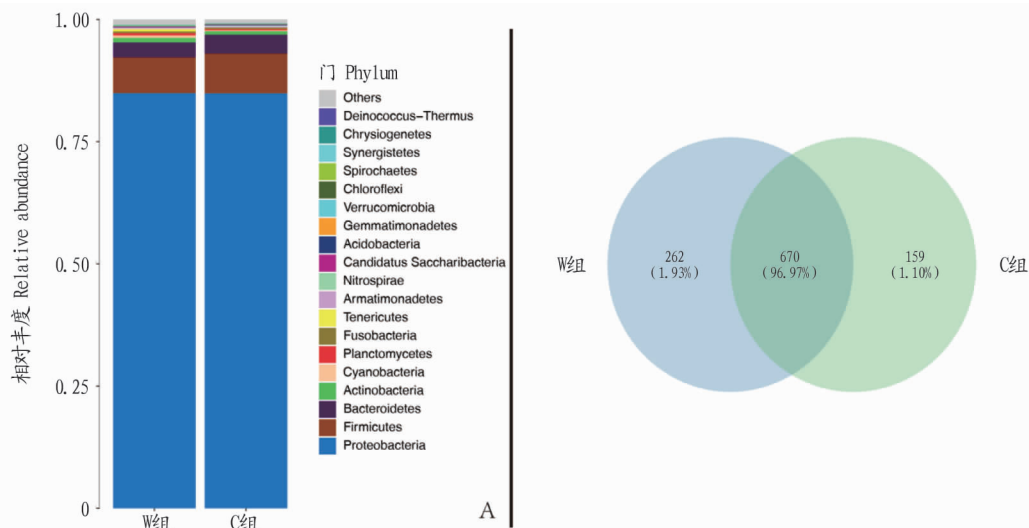 1.00
0.75
0.50
0.25
0
相对丰度 Relative abundance
W组
C组
门 Phylum
Others
Deinococcus-Thermus
Chrysiogenetes
Synergistetes
Spirochaetes
Chloroflexi
Verrucomicrobia
Gemmatimonadetes
Acidobacteria
Candidatus Saccharibacteria
Nitrospirae
Armatimonadetes
Tenericutes
Fusobacteria
Planctomycetes
Cyanobacteria
Actinobacteria
Bacteroidetes
Firmicutes
Proteobacteria
A
W组
262
(1.93%)
670
(96.97%)
159
(1.10%)
C组